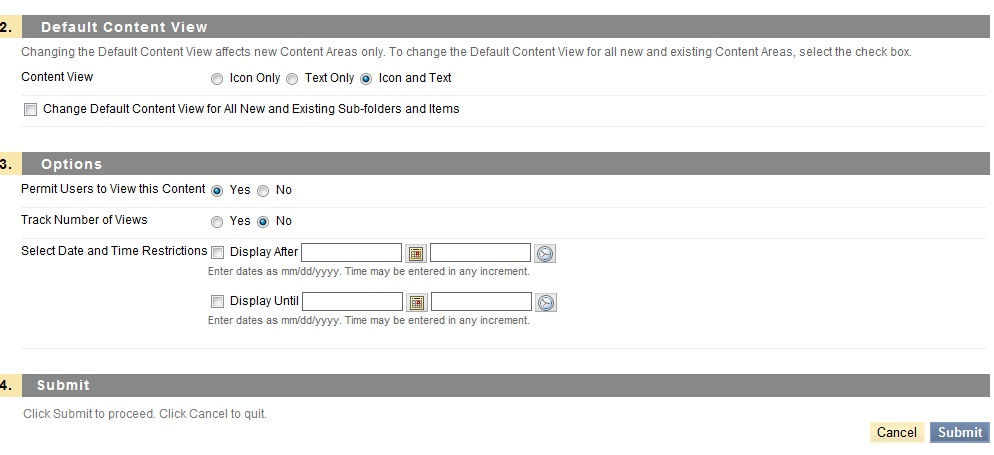 2. Default Content View
Changing the Default Content View affects new Content Areas only. To change the Default Content View for all new and existing Content Areas, select the check box.
Content View Icon Only Text Only Icon and Text
Change Default Content View for All New and Existing Sub-folders and Items
3. Options
Permit Users to View this Content Yes No
Track Number of Views Yes No
Select Date and Time Restrictions Display After
Enter dates as mm/dd/yyyy. Time may be entered in any increment.
Display Until
Enter dates as mm/dd/yyyy. Time may be entered in any increment.
4. Submit
Click Submit to proceed. Click Cancel to quit.
Cancel Submit